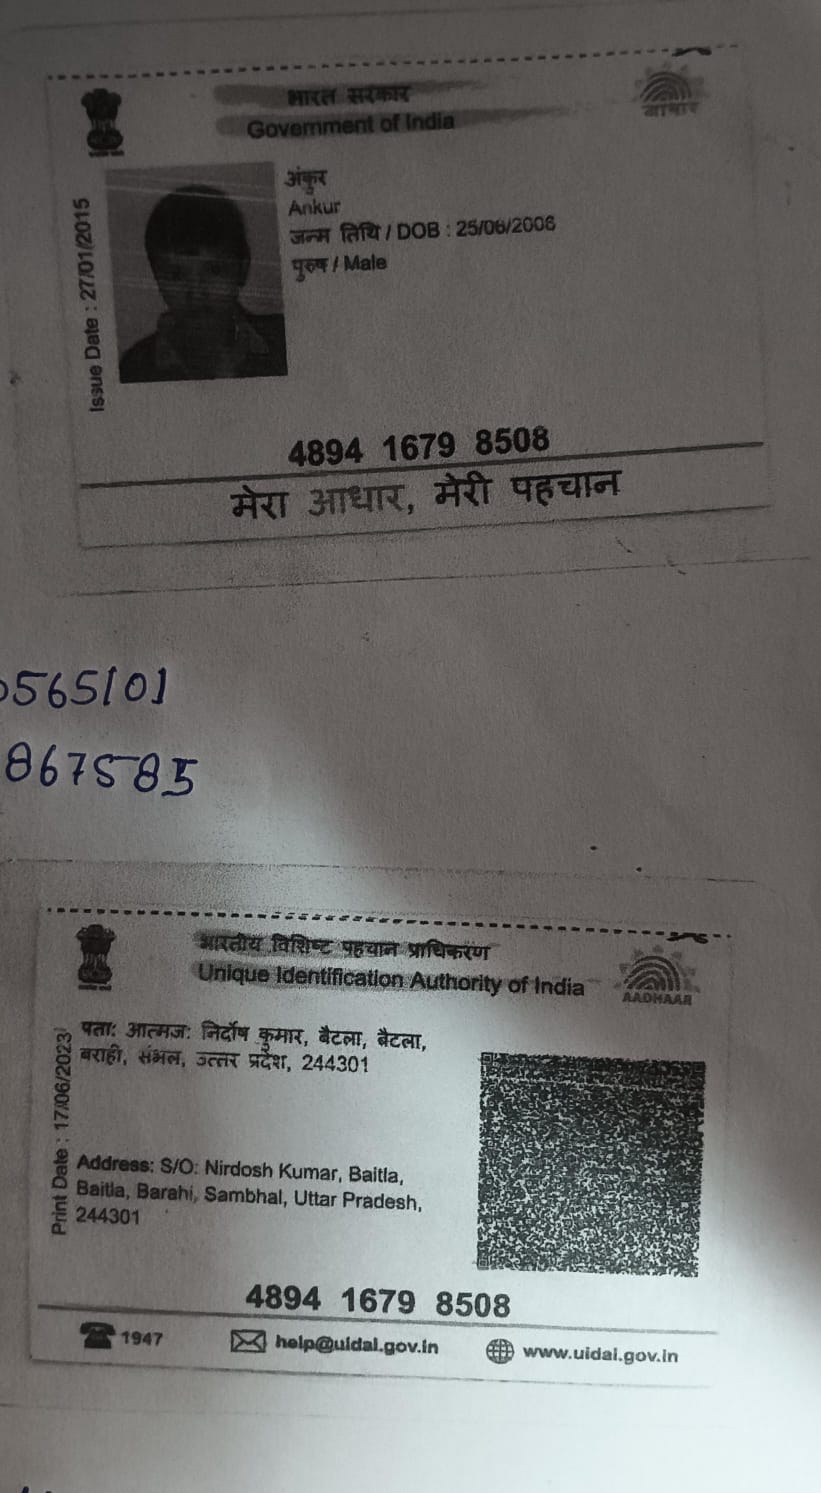 भारत सरकार
Government of India
आधार
Issue Date : 27/01/2015
अंकुर
Ankur
जन्म तिथि / DOB : 25/06/2006
पुरुष / Male
4894 1679 8508
मेरा आधार, मेरी पहचान
565101
867585
भारतीय विशिष्ट पहचान प्राधिकरण
Unique Identification Authority of India
AADHAAR
Print Date : 17/06/2023
पता: आत्मज: निर्दोष कुमार, बैटला, बैटला,
बराही, संभल, उत्तर प्रदेश, 244301
Address: S/O: Nirdosh Kumar, Baitla,
Baitla, Barahi, Sambhal, Uttar Pradesh,
244301
4894 1679 8508
1947
help@uidai.gov.in
www.uidai.gov.in